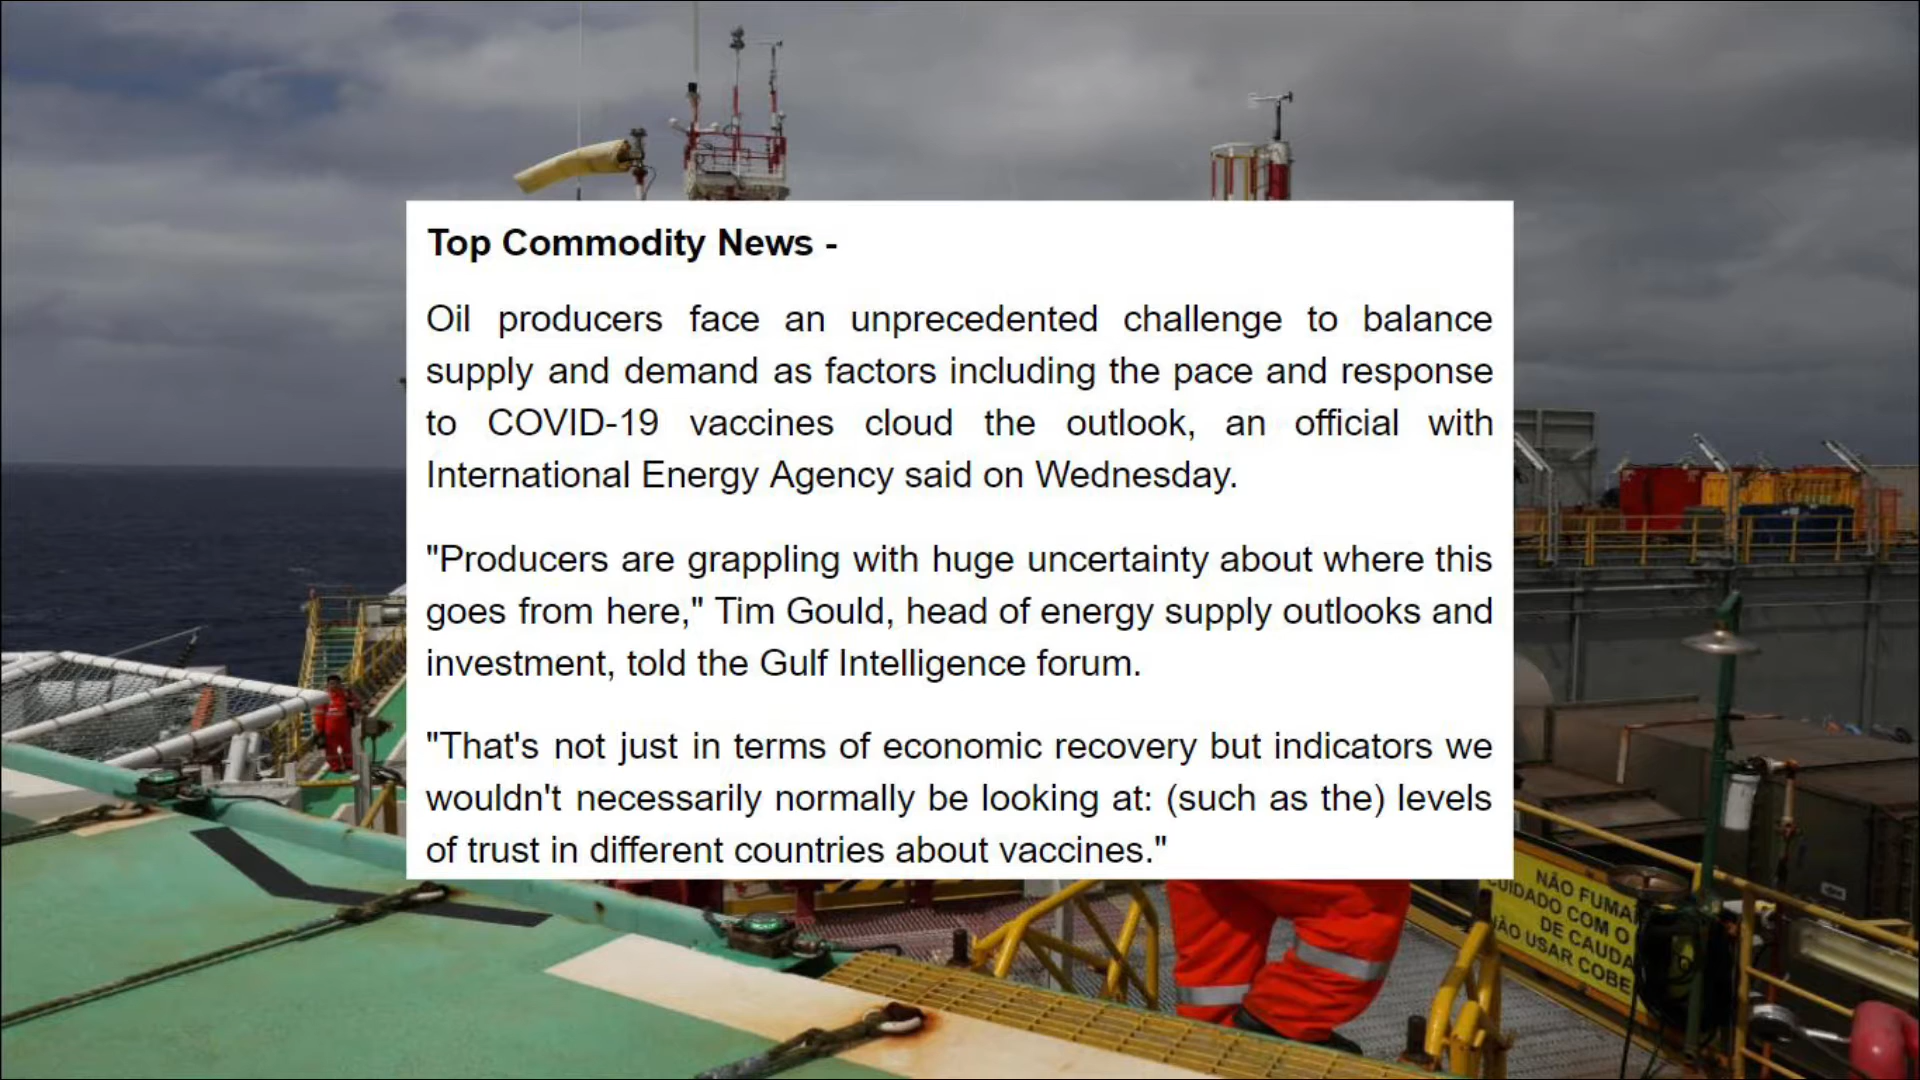 Top Commodity News -
Oil producers face an unprecedented challenge to balance
supply and demand as factors including the pace and response
to COVID-19 vaccines cloud the outlook, an official with
International Energy Agency said on Wednesday.
"Producers are grappling with huge uncertainty about where this
goes from here," Tim Gould, head of energy supply outlooks and
investment, told the Gulf Intelligence forum.
"That's not just in terms of economic recovery but indicators we
wouldn't necessarily normally be looking at: (such as the) levels
of trust in different countries about vaccines."
NÃO FUMA
CUIDADO COM O
DE CAUDA
NÃO USAR COBE